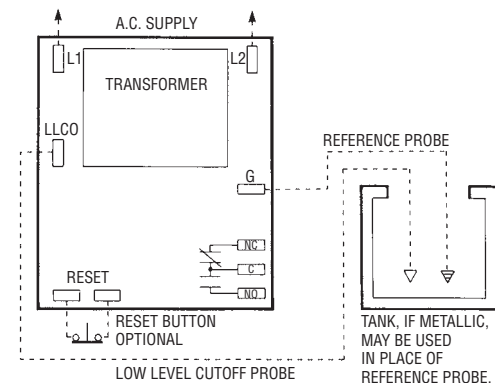 A.C. SUPPLY
L1
L2
TRANSFORMER
LLCO
REFERENCE PROBE
G
NC
C
NO
RESET
RESET BUTTON
OPTIONAL
LOW LEVEL CUTOFF PROBE
TANK, IF METALLIC,
MAY BE USED
IN PLACE OF
REFERENCE PROBE.